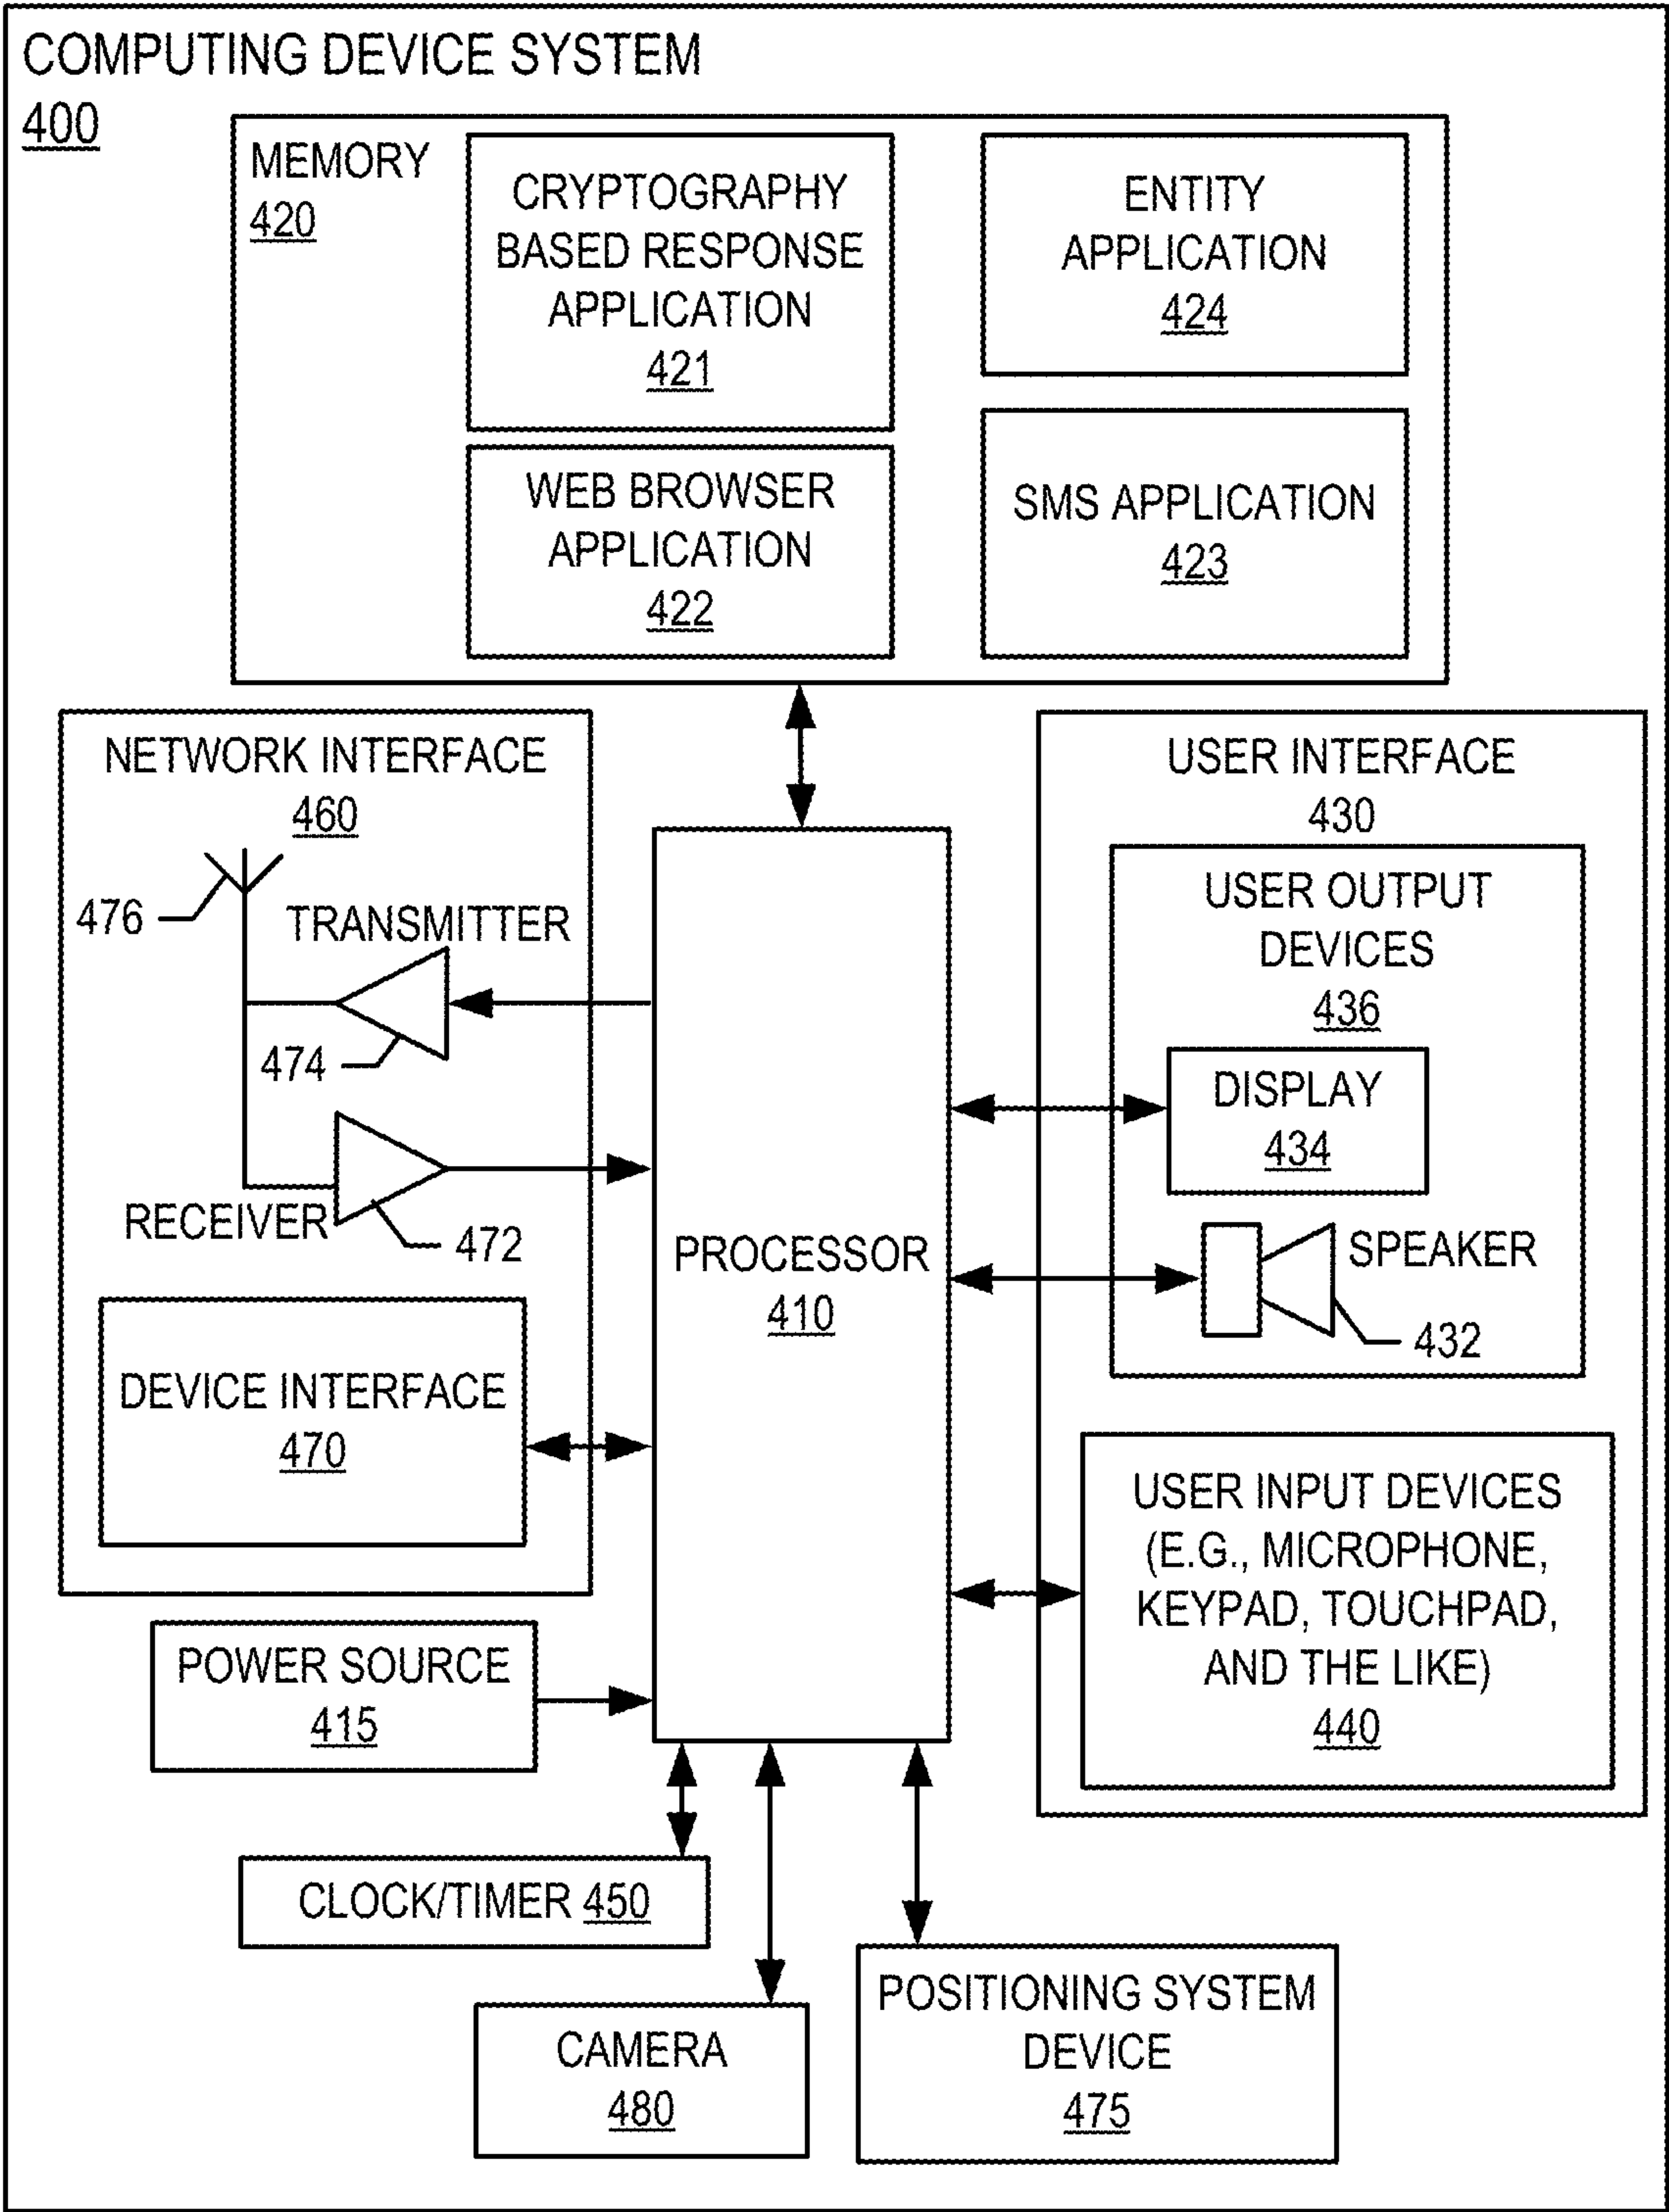 COMPUTING DEVICE SYSTEM
400
MEMORY
420
CRYPTOGRAPHY
BASED RESPONSE
APPLICATION
421
ENTITY
APPLICATION
424
WEB BROWSER
APPLICATION
422
SMS APPLICATION
423
NETWORK INTERFACE
460
476
TRANSMITTER
474
RECEIVER
472
DEVICE INTERFACE
470
PROCESSOR
410
USER INTERFACE
430
USER OUTPUT
DEVICES
436
DISPLAY
434
SPEAKER
432
USER INPUT DEVICES
(E.G., MICROPHONE,
KEYPAD, TOUCHPAD,
AND THE LIKE)
440
POWER SOURCE
415
CLOCK/TIMER 450
CAMERA
480
POSITIONING SYSTEM
DEVICE
475